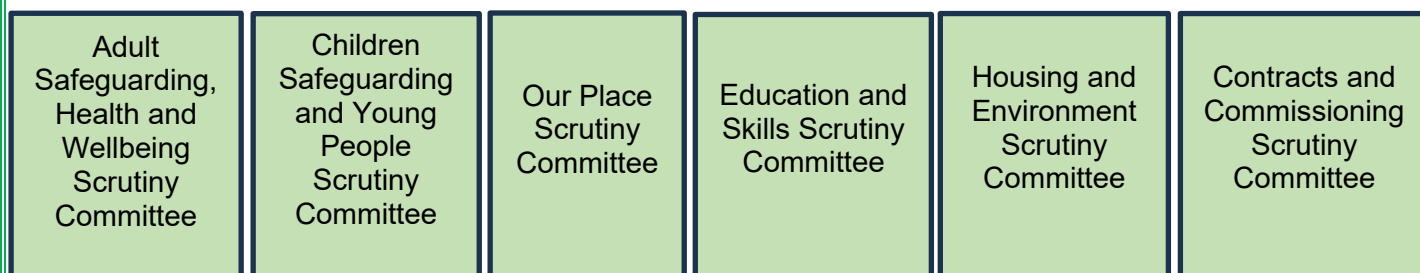 Adult
Safeguarding,
Health and
Wellbeing
Scrutiny
Committee
Children
Safeguarding
and Young
People
Scrutiny
Committee
Our Place
Scrutiny
Committee
Education and
Skills Scrutiny
Committee
Housing and
Environment
Scrutiny
Committee
Contracts and
Commissioning
Scrutiny
Committee